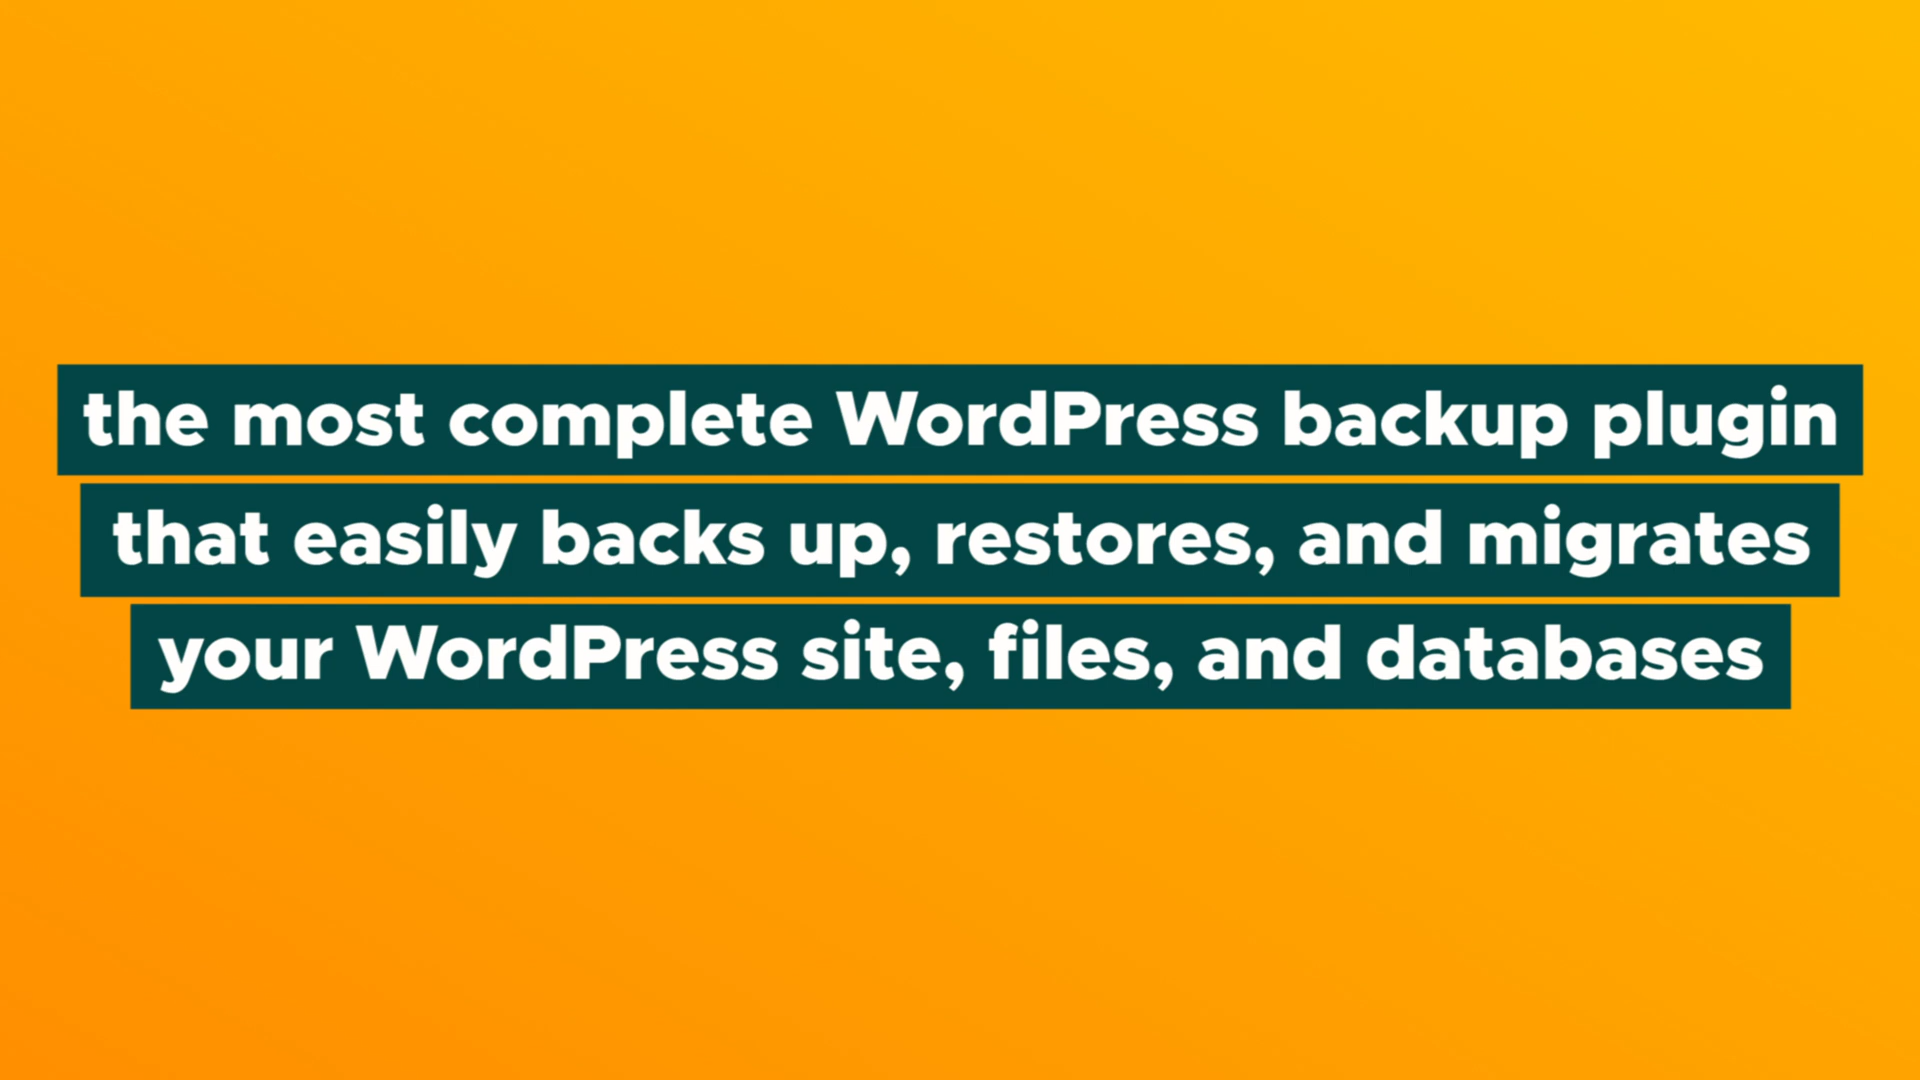 the most complete WordPress backup plugin
that easily backs up, restores, and migrates
your WordPress site, files, and databases